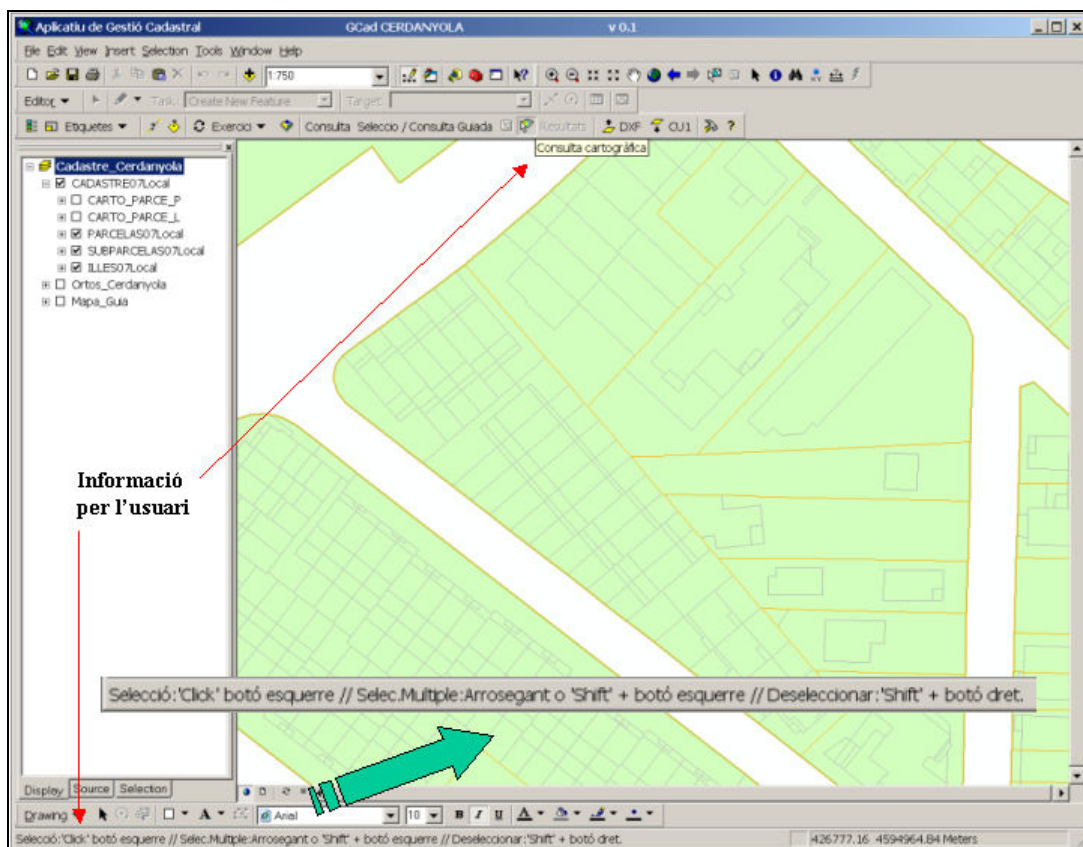 Aplicatiu de Gestió Cadastral GCad CERDANYOLA v 0.1
File Edit View Insert Selection Tools Window Help
1:750
Editor Task: Create New Feature Target:
Etiquetes Exercici Consulta Seleccio / Consulta Guiada Resultats DXF CU1 ?
Consulta cartogràfica
Cadastre_Cerdanyola
CADASTRE07Local
CARTO_PARCE_P
CARTO_PARCE_L
PARCELAS07Local
SUBPARCELAS07Local
ILLES07Local
Ortos_Cerdanyola
Mapa_Guia
Informació
per l'usuari
Selecció:'Click' botó esquerre // Selec.Multiple:Arrosegant o 'Shift' + botó esquerre // Deseleccionar:'Shift' + botó dret.
Display Source Selection
Drawing A Arial 10 B I U A
Selecció:'Click' botó esquerre // Selec.Multiple:Arrosegant o 'Shift' + botó esquerre // Deseleccionar:'Shift' + botó dret. 426777.16 4594964.84 Meters